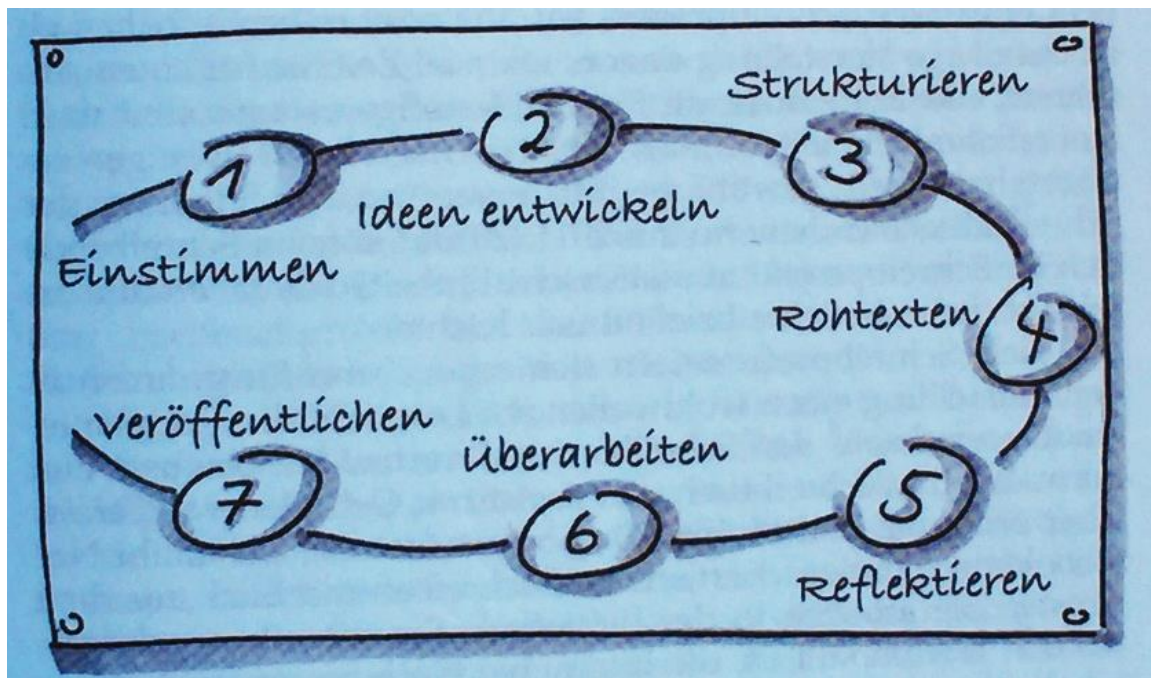 1
Einstimmen
2
Ideen entwickeln
3
Strukturieren
4
Rohtexten
5
Reflektieren
6
Überarbeiten
7
Veröffentlichen